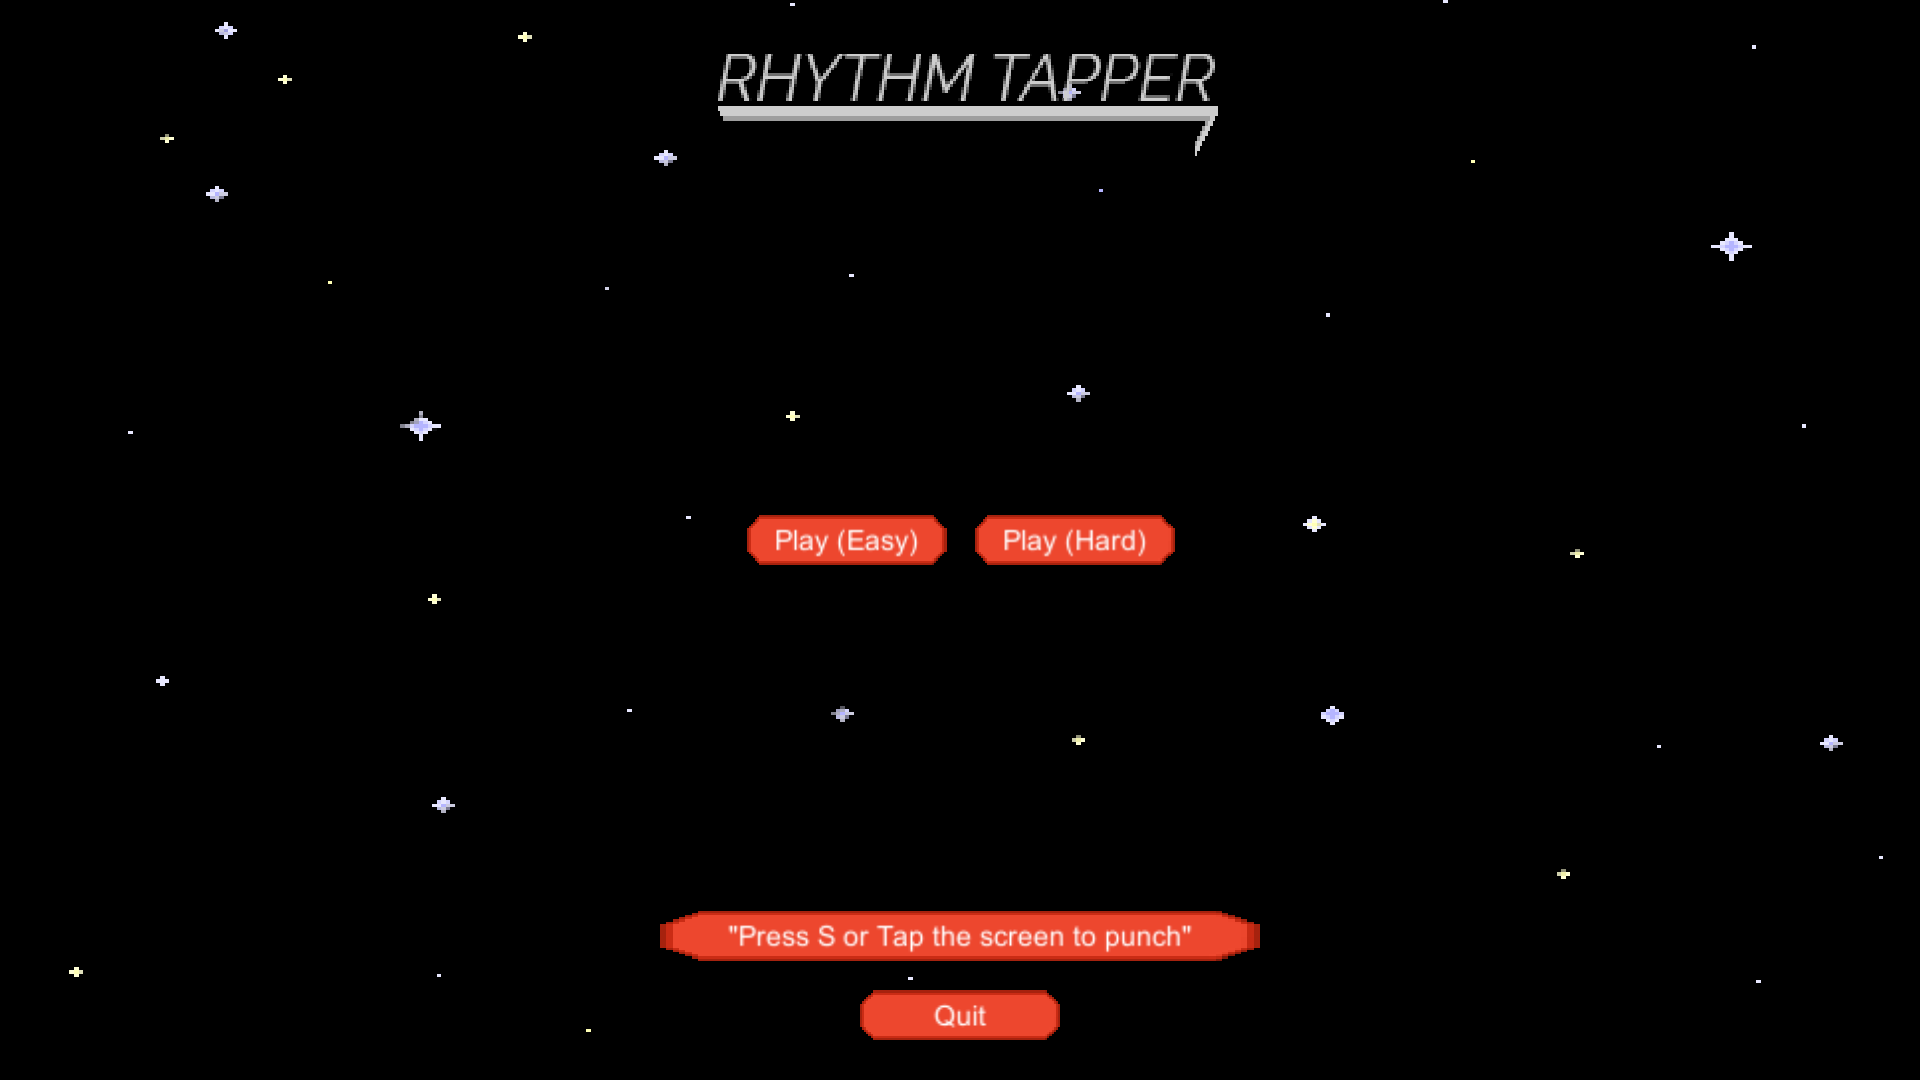 RHYTHM TAPPER
Play (Easy)
Play (Hard)
"Press S or Tap the screen to punch"
Quit